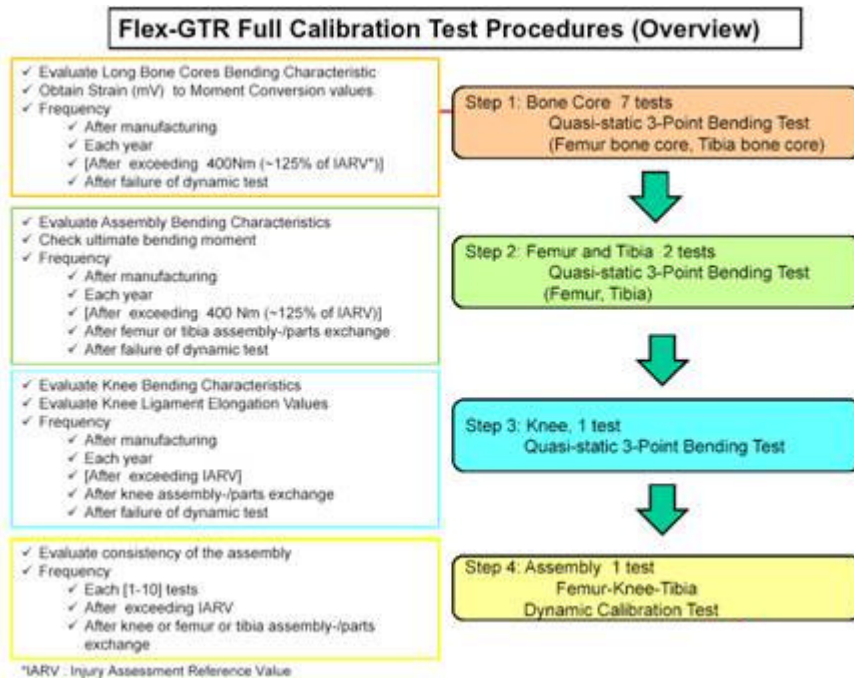 Flex-GTR Full Calibration Test Procedures (Overview)
✓ Evaluate Long Bone Cores Bending Characteristic
✓ Obtain Strain (mV) to Moment Conversion values
✓ Frequency
✓ After manufacturing
✓ Each year
✓ [After exceeding 400Nm (~125% of IARV*)]
✓ After failure of dynamic test
Step 1: Bone Core 7 tests
Quasi-static 3-Point Bending Test
(Femur bone core, Tibia bone core)
✓ Evaluate Assembly Bending Characteristics
✓ Check ultimate bending moment
✓ Frequency
✓ After manufacturing
✓ Each year
✓ [After exceeding 400 Nm (~125% of IARV)]
✓ After femur or tibia assembly-/parts exchange
✓ After failure of dynamic test
Step 2: Femur and Tibia 2 tests
Quasi-static 3-Point Bending Test
(Femur, Tibia)
✓ Evaluate Knee Bending Characteristics
✓ Evaluate Knee Ligament Elongation Values
✓ Frequency
✓ After manufacturing
✓ Each year
✓ [After exceeding IARV]
✓ After knee assembly-/parts exchange
✓ After failure of dynamic test
Step 3: Knee, 1 test
Quasi-static 3-Point Bending Test
✓ Evaluate consistency of the assembly
✓ Frequency
✓ Each [1-10] tests
✓ After exceeding IARV
✓ After knee or femur or tibia assembly-/parts
exchange
Step 4: Assembly 1 test
Femur-Knee-Tibia
Dynamic Calibration Test
*IARV : Injury Assessment Reference Value